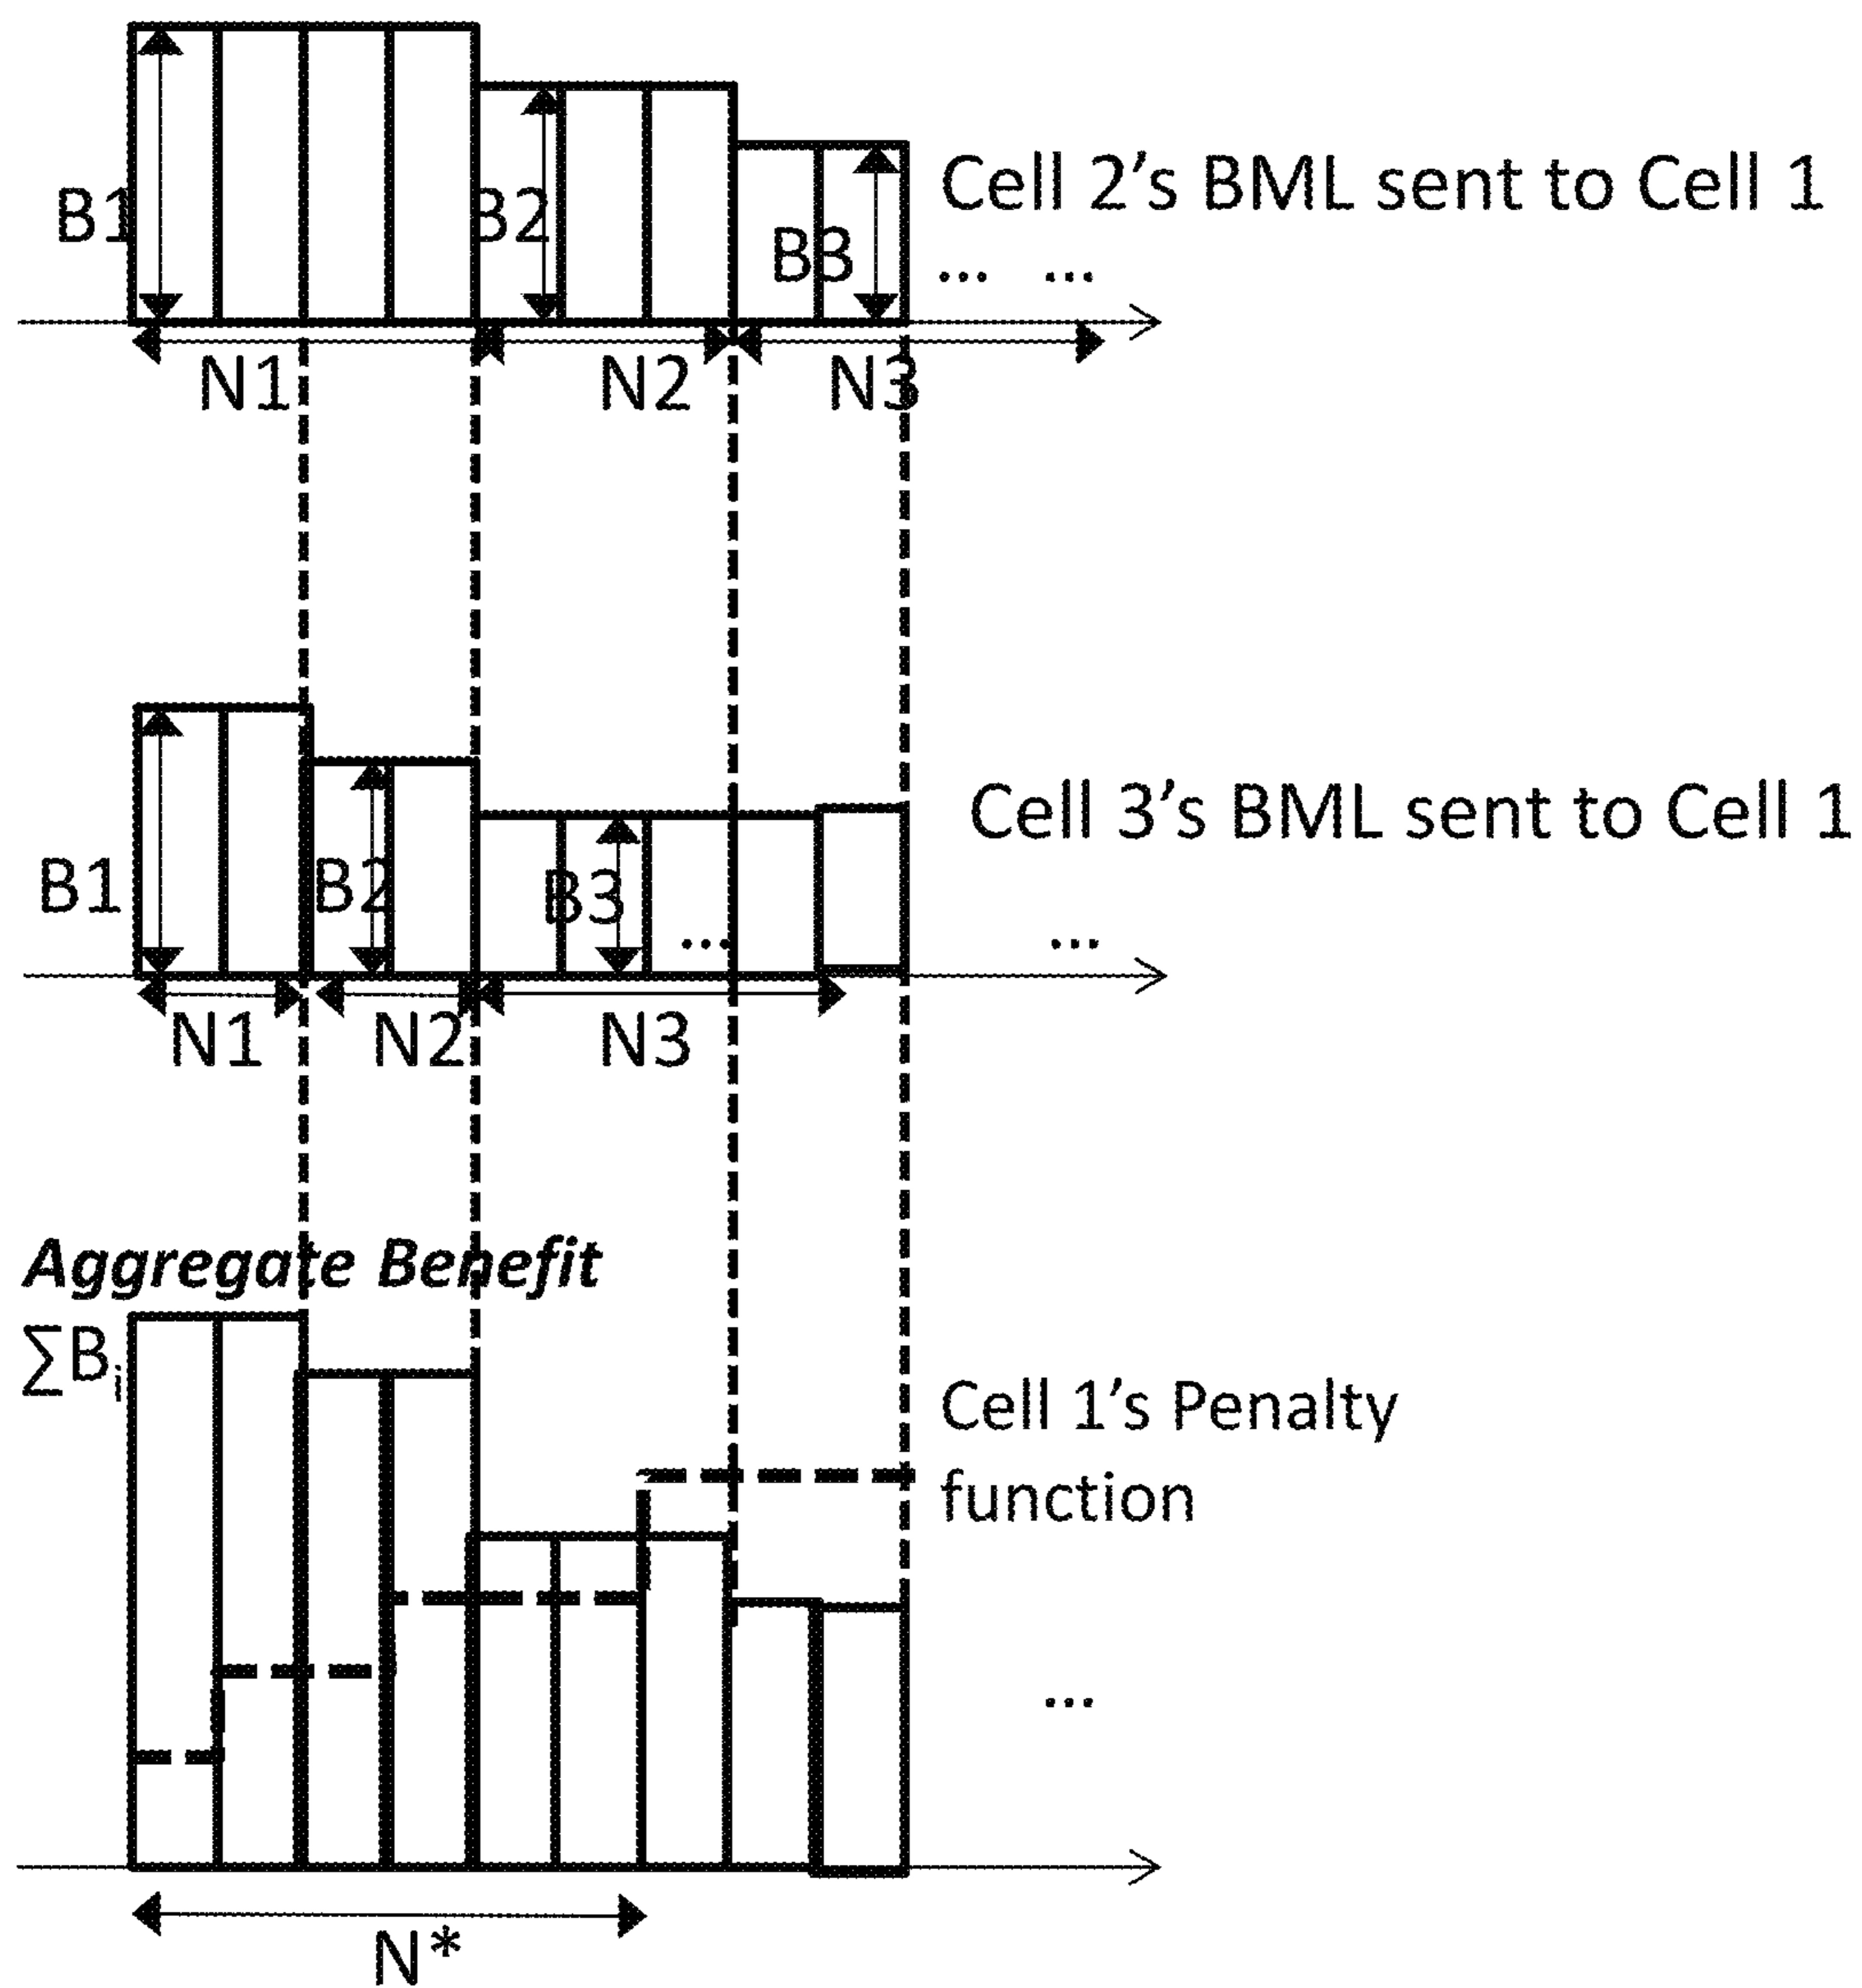 B1
B2
B3
Cell 2's BML sent to Cell 1
... ...
N1
N2
N3
Cell 3's BML sent to Cell 1
B1
B2
B3
...
...
N1
N2
N3
Aggregate Benefit
∑Bi
Cell 1's Penalty
function
...
N*